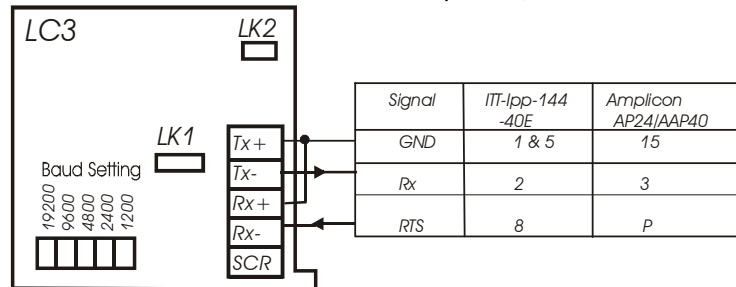 LC3
LK2
LK1
Baud Setting
19200
9600
4800
2400
1200
Tx+
Tx-
Rx+
Rx-
SCR
Signal ITT-Ipp-144 -40E Amplicon AP24/AAP40
GND 1 & 5 15
Rx 2 3
RTS 8 P